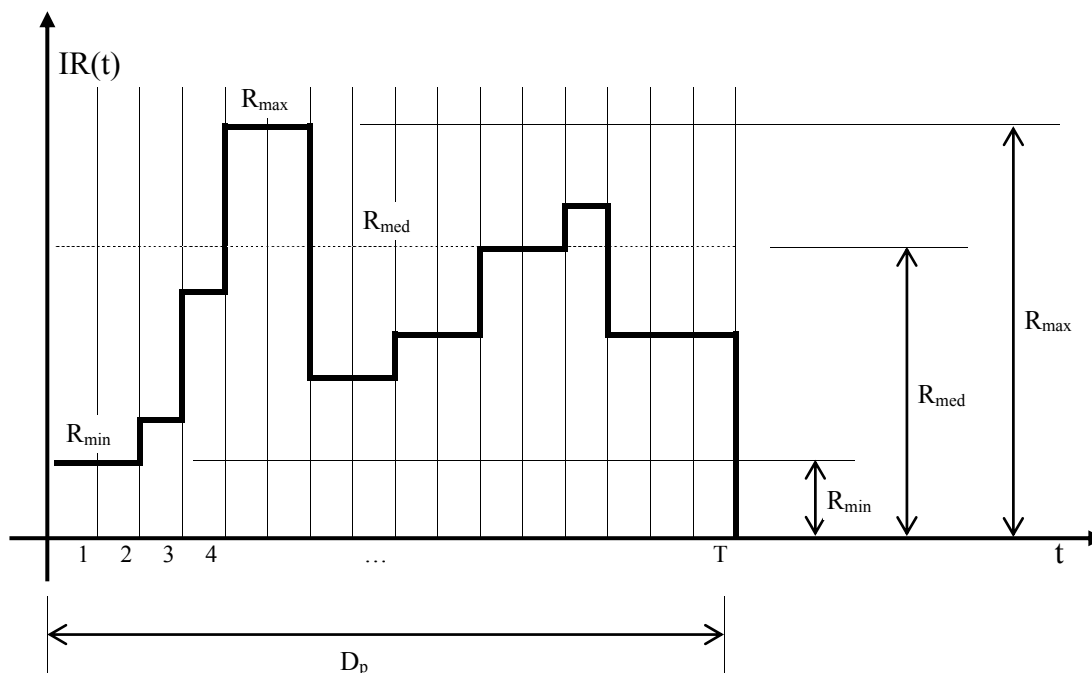 IR(t)
R_max
R_med
R_max
R_med
R_min
R_min
1 2 3 4 … T t
D_p